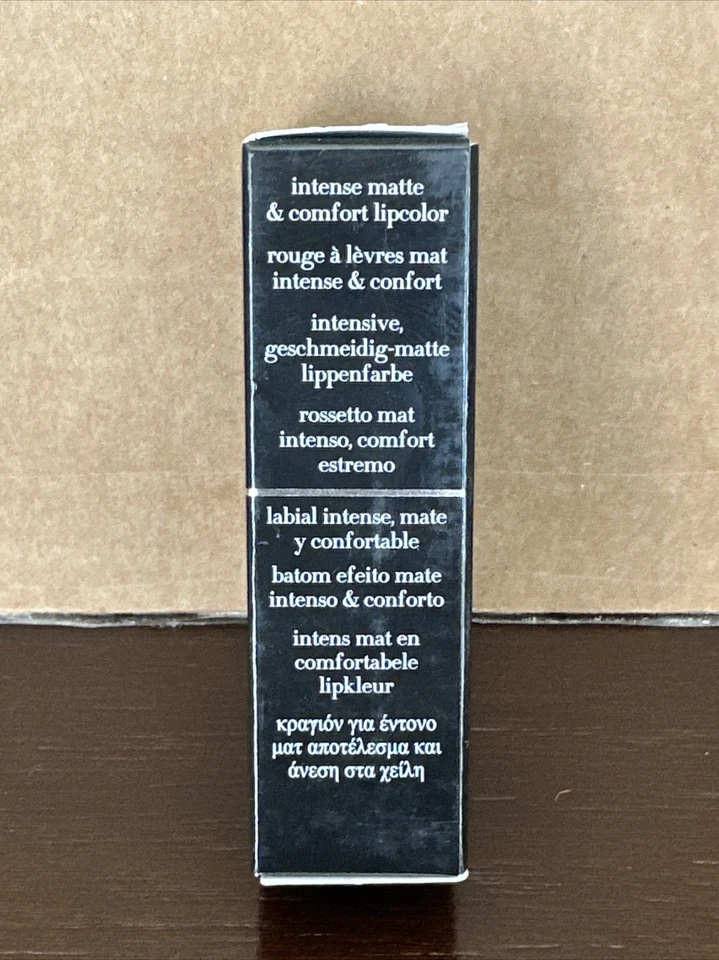 intense matte
& comfort lipcolor
rouge à lèvres mat
intense & confort
intensive,
geschmeidig-matte
lippenfarbe
rossetto mat
intenso, comfort
estremo
labial intense, mate
y confortable
batom efeito mate
intenso & conforto
intens mat en
comfortabele
lipkleur
κραγιόν για έντονο
ματ αποτέλεσμα και
άνεση στα χείλη